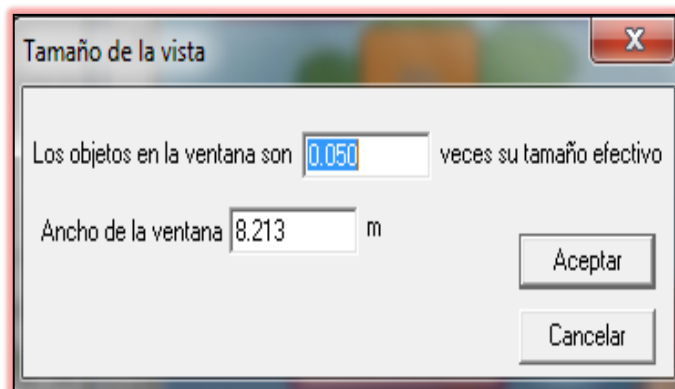 Tamaño de la vista
X
Los objetos en la ventana son 0.050 veces su tamaño efectivo
Ancho de la ventana 8.213 m
Aceptar
Cancelar